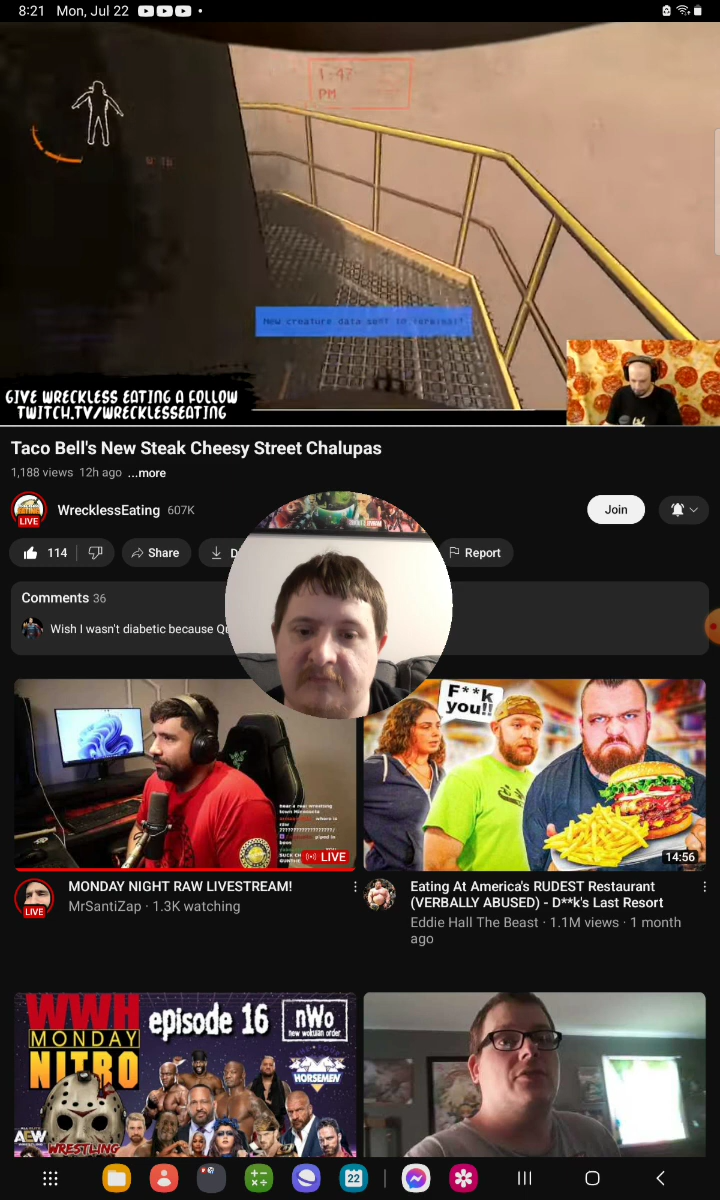 8:21 Mon, Jul 22
1:47
PM
New creature data sent to terminal!
GIVE WRECKLESS EATING A FOLLOW
TWITCH.TV/WRECKLESSEATING
Taco Bell's New Steak Cheesy Street Chalupas
1,188 views 12h ago ...more
LIVE
WrecklessEating 607K
Join
114
Share
D
Report
Comments 36
Wish I wasn't diabetic because
F**k
you!!
LIVE
14:56
LIVE
MONDAY NIGHT RAW LIVESTREAM!
MrSantiZap · 1.3K watching
Eating At America's RUDEST Restaurant
(VERBALLY ABUSED) - D**k's Last Resort
Eddie Hall The Beast · 1.1M views · 1 month
ago
WWH
MONDAY
NITRO
episode 16
nWo
new wokuan order
HORSEMEN
AEW
WRESTLING
22